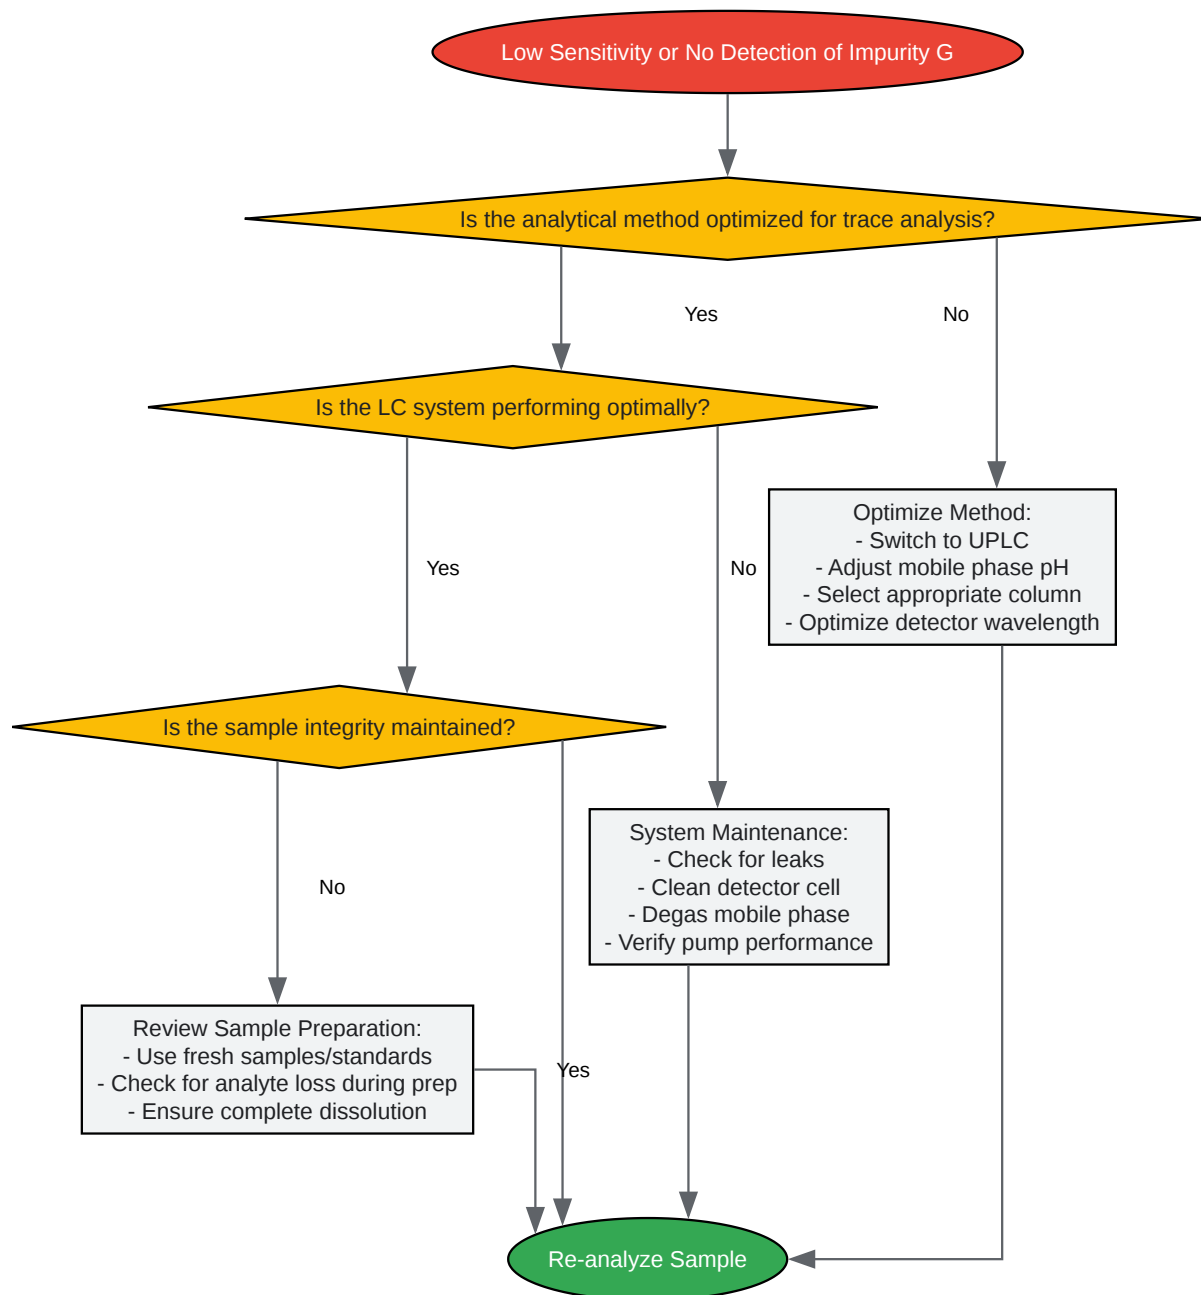 Low Sensitivity or No Detection of Impurity G
Is the analytical method optimized for trace analysis?
Yes
No
Is the LC system performing optimally?
Optimize Method:
- Switch to UPLC
- Adjust mobile phase pH
- Select appropriate column
- Optimize detector wavelength
Yes
No
Is the sample integrity maintained?
System Maintenance:
- Check for leaks
- Clean detector cell
- Degas mobile phase
- Verify pump performance
No
Review Sample Preparation:
- Use fresh samples/standards
- Check for analyte loss during prep
- Ensure complete dissolution
Yes
Re-analyze Sample